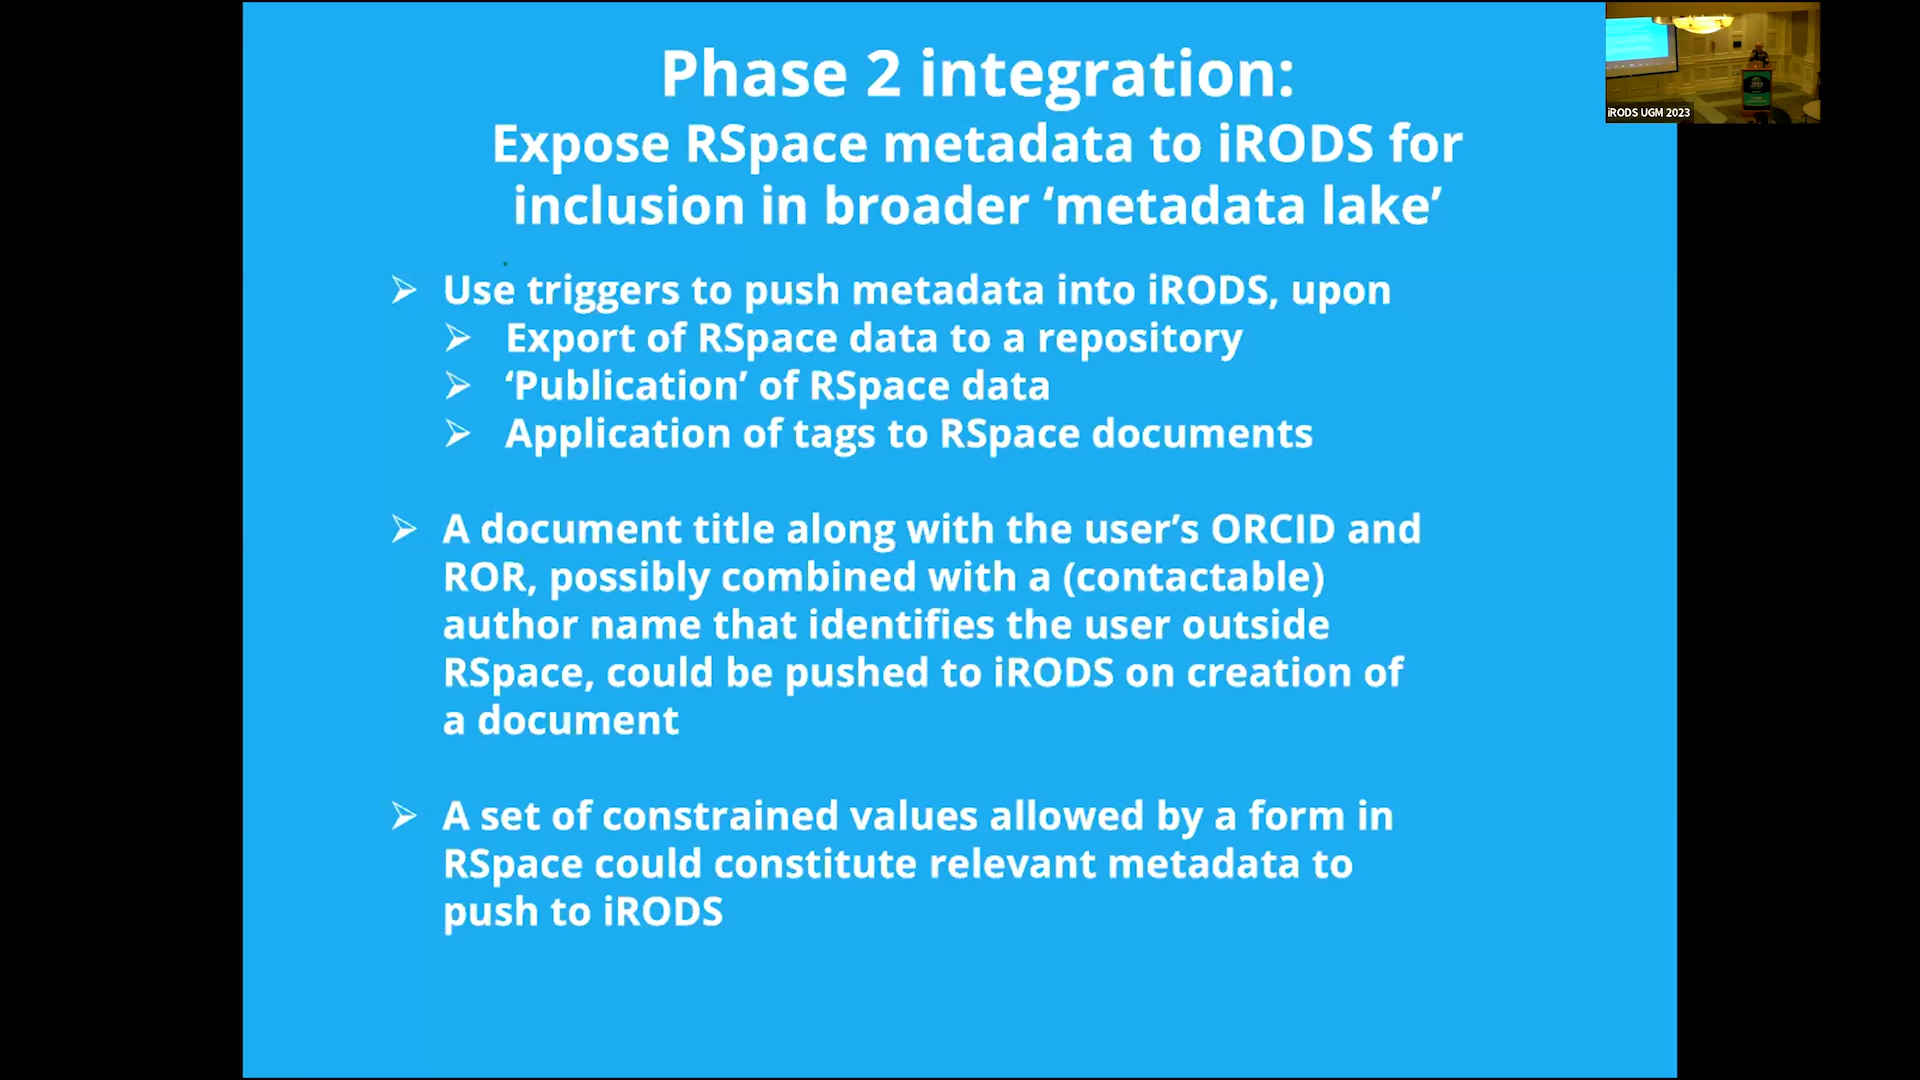 Phase 2 integration:
Expose RSpace metadata to iRODS for
inclusion in broader ‘metadata lake’
➢ Use triggers to push metadata into iRODS, upon
➢ Export of RSpace data to a repository
➢ ‘Publication’ of RSpace data
➢ Application of tags to RSpace documents
➢ A document title along with the user’s ORCID and
ROR, possibly combined with a (contactable)
author name that identifies the user outside
RSpace, could be pushed to iRODS on creation of
a document
➢ A set of constrained values allowed by a form in
RSpace could constitute relevant metadata to
push to iRODS
iRODS UGM 2023